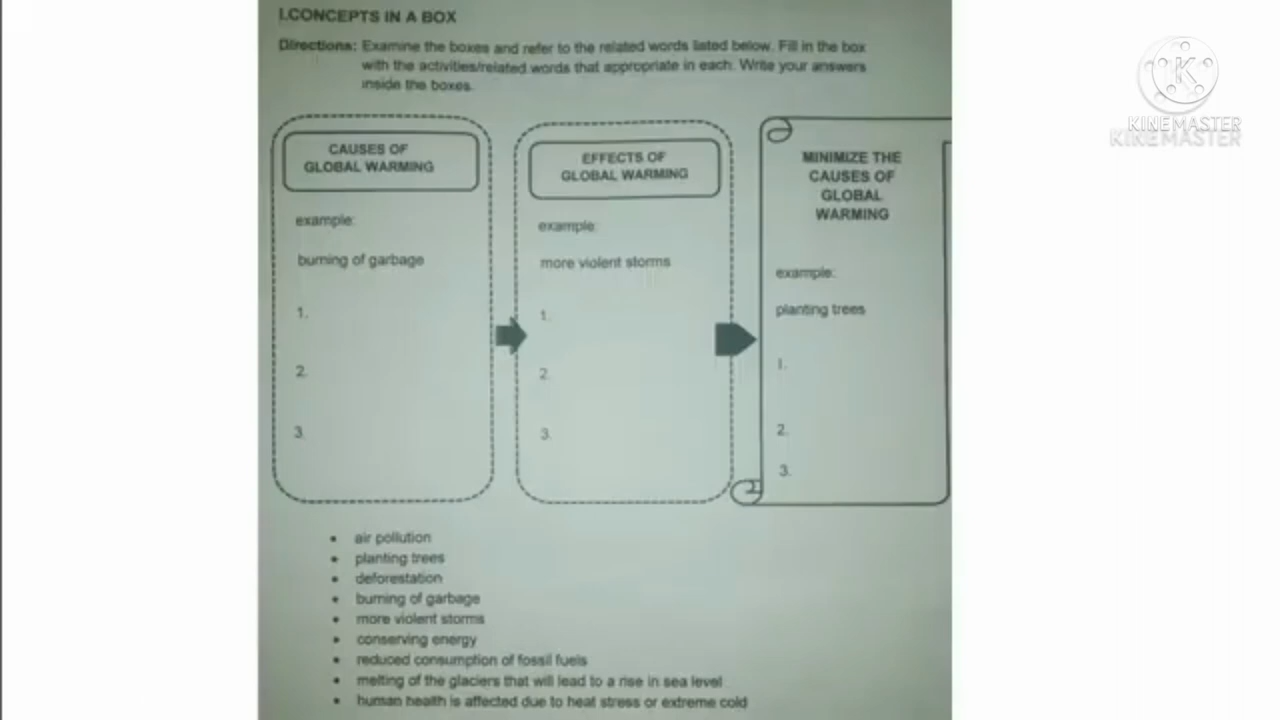 I.CONCEPTS IN A BOX
Directions: Examine the boxes and refer to the related words listed below. Fill in the box
with the activities/related words that appropriate in each. Write your answers
inside the boxes.
CAUSES OF
GLOBAL WARMING
example:
burning of garbage
1.
2.
3.
EFFECTS OF
GLOBAL WARMING
example:
more violent storms
1.
2.
3.
MINIMIZE THE
CAUSES OF
GLOBAL
WARMING
example:
planting trees
1.
2.
3.
• air pollution
• planting trees
• deforestation
• burning of garbage
• more violent storms
• conserving energy
• reduced consumption of fossil fuels
• melting of the glaciers that will lead to a rise in sea level
• human health is affected due to heat stress or extreme cold
K
KINEMASTER
KINEMASTER